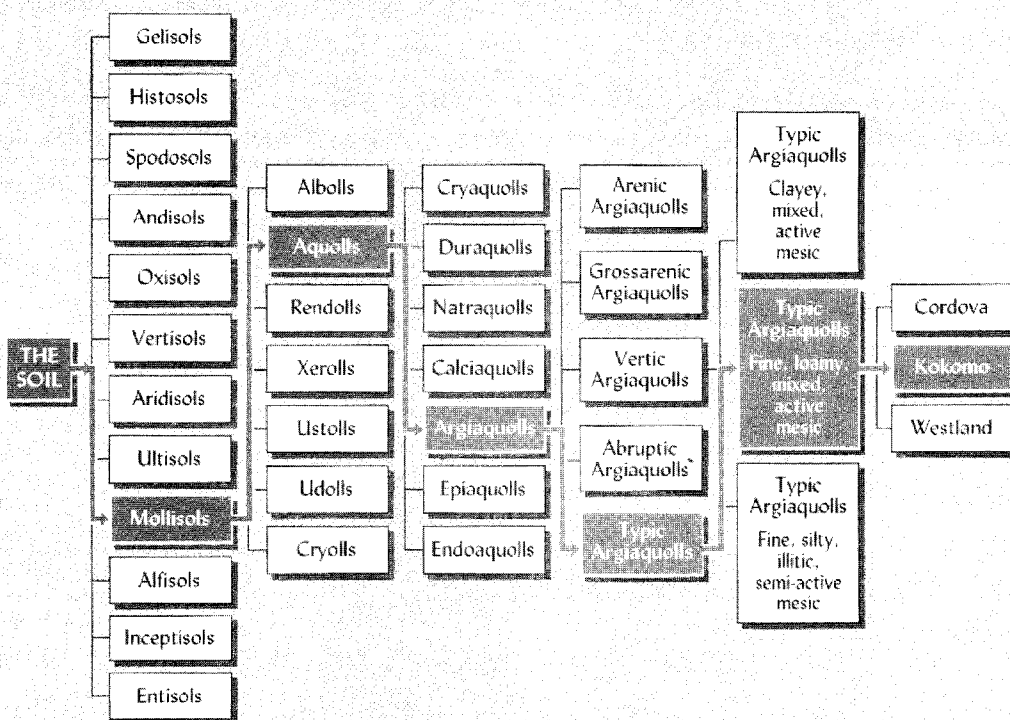 THE
SOIL
Gelisols
Histosols
Spodosols
Andisols
Oxisols
Vertisols
Aridisols
Ultisols
Mollisols
Alfisols
Inceptisols
Entisols
Albolls
Aquolls
Rendolls
Xerolls
Ustolls
Udolls
Cryolls
Cryaquolls
Duraquolls
Natraquolls
Calciaquolls
Argiaquolls
Epiaquolls
Endoaquolls
Arenic
Argiaquolls
Grossarenic
Argiaquolls
Vertic
Argiaquolls
Abruptic
Argiaquolls
Typic
Argiaquolls
Typic
Argiaquolls
Clayey,
mixed,
active
mesic
Typic
Argiaquolls
Fine, loamy,
mixed,
active
mesic
Typic
Argiaquolls
Fine, silty,
illitic,
semi-active
mesic
Cordova
Kokomo
Westland